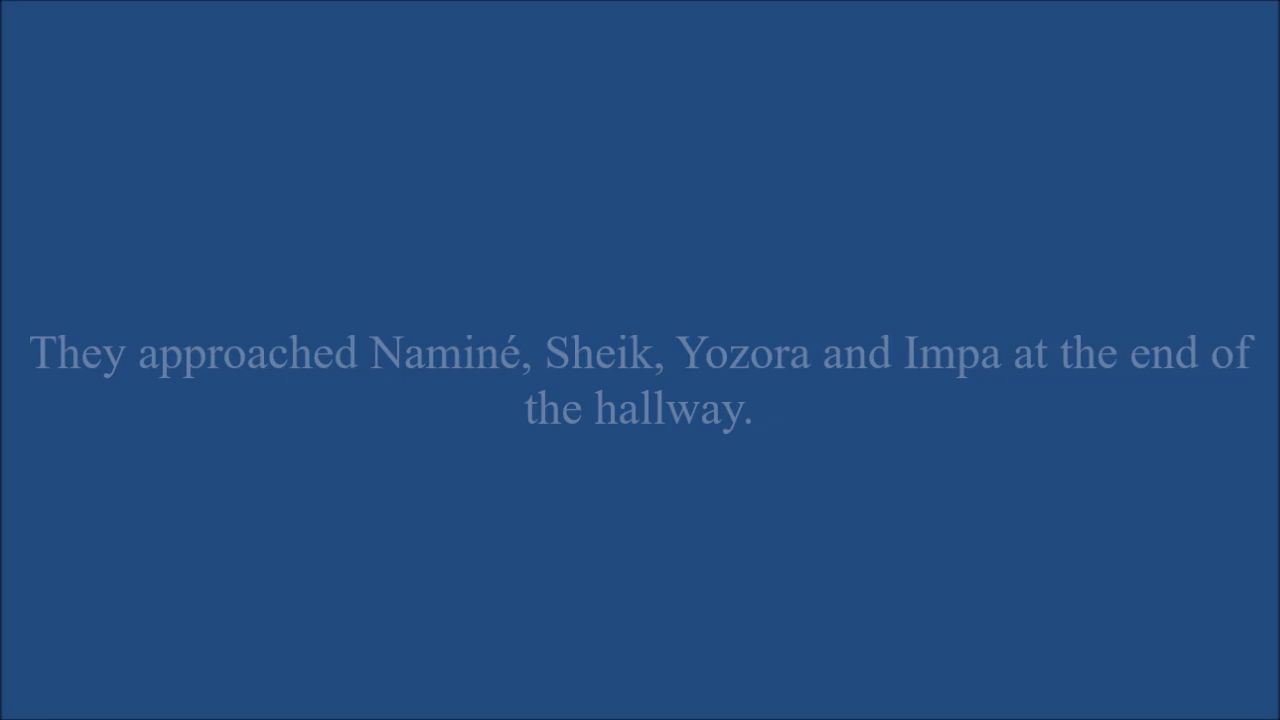 They approached Naminé, Sheik, Yozora and Impa at the end of
the hallway.